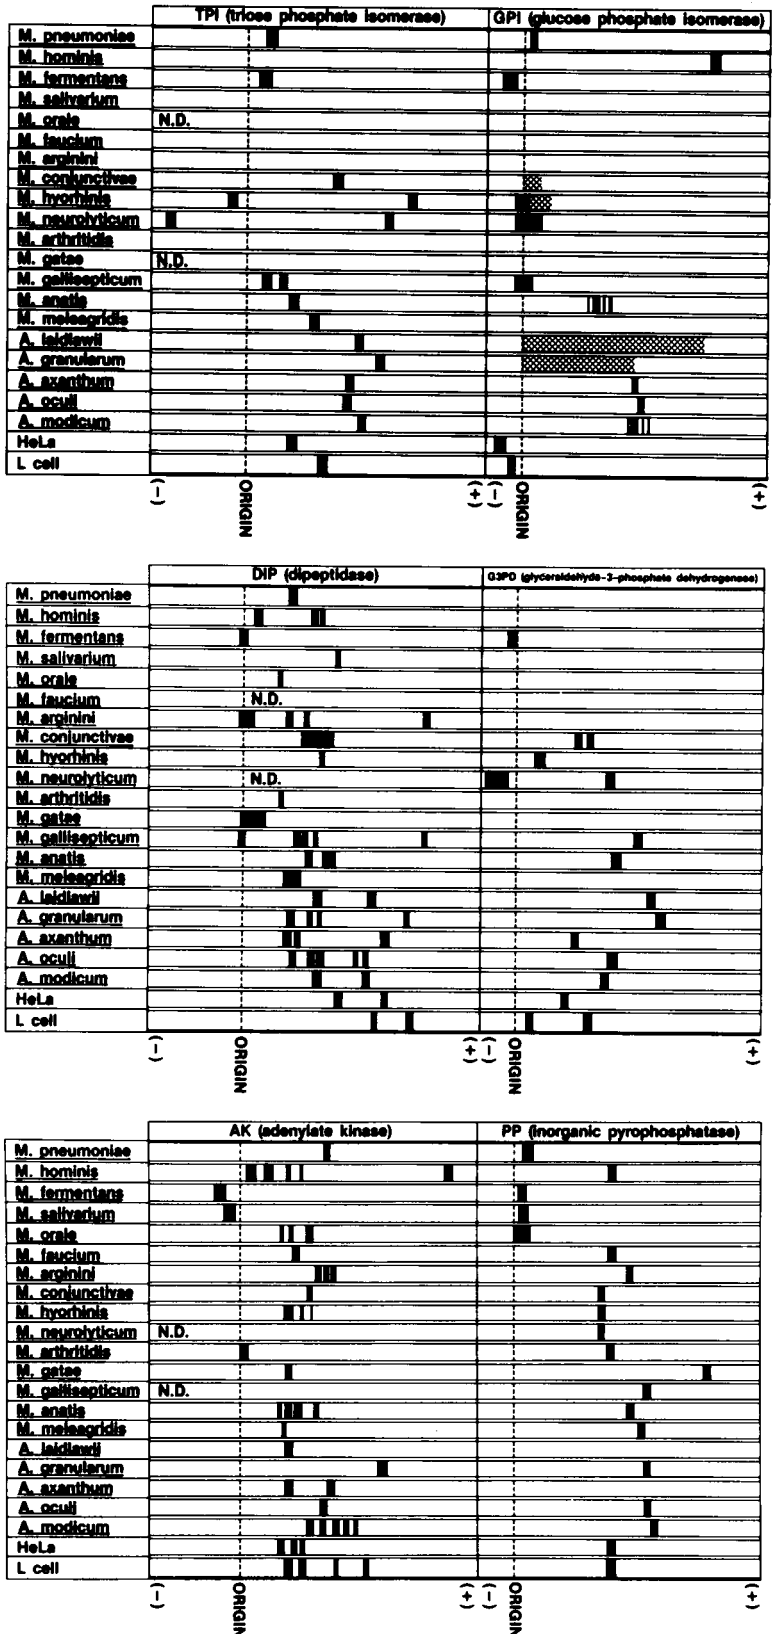 TPI (triose phosphate isomerase) GPI (glucose phosphate isomerase)
M. pneumoniae
M. hominis
M. fermentans
M. salivarium
M. orale N.D.
M. faucium
M. arginini
M. conjunctivae
M. hyorhinis
M. neurolyticum
M. arthritidis
M. gatae N.D.
M. gallisepticum
M. anatis
M. meleagridis
A. laidlawii
A. granularum
A. axanthum
A. oculi
A. modicum
HeLa
L cell
(-) ORIGIN (+) (-) ORIGIN (+)
DIP (dipeptidase) G3PD (glyceraldehyde-3-phosphate dehydrogenase)
M. pneumoniae
M. hominis
M. fermentans
M. salivarium
M. orale
M. faucium N.D.
M. arginini
M. conjunctivae
M. hyorhinis
M. neurolyticum N.D.
M. arthritidis
M. gatae
M. gallisepticum
M. anatis
M. meleagridis
A. laidlawii
A. granularum
A. axanthum
A. oculi
A. modicum
HeLa
L cell
(-) ORIGIN (+) (-) ORIGIN (+)
AK (adenylate kinase) PP (inorganic pyrophosphatase)
M. pneumoniae
M. hominis
M. fermentans
M. salivarium
M. orale
M. faucium
M. arginini
M. conjunctivae
M. hyorhinis
M. neurolyticum N.D.
M. arthritidis
M. gatae
M. gallisepticum N.D.
M. anatis
M. meleagridis
A. laidlawii
A. granularum
A. axanthum
A. oculi
A. modicum
HeLa
L cell
(-) ORIGIN (+) (-) ORIGIN (+)